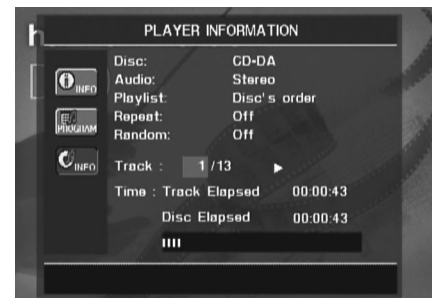 h
PLAYER INFORMATION
Disc: CD-DA
INFO Audio: Stereo
Playlist: Disc's order
PROGRAM Repeat: Off
Random: Off
INFO Track : 1 /13
Time : Track Elapsed 00:00:43
Disc Elapsed 00:00:43